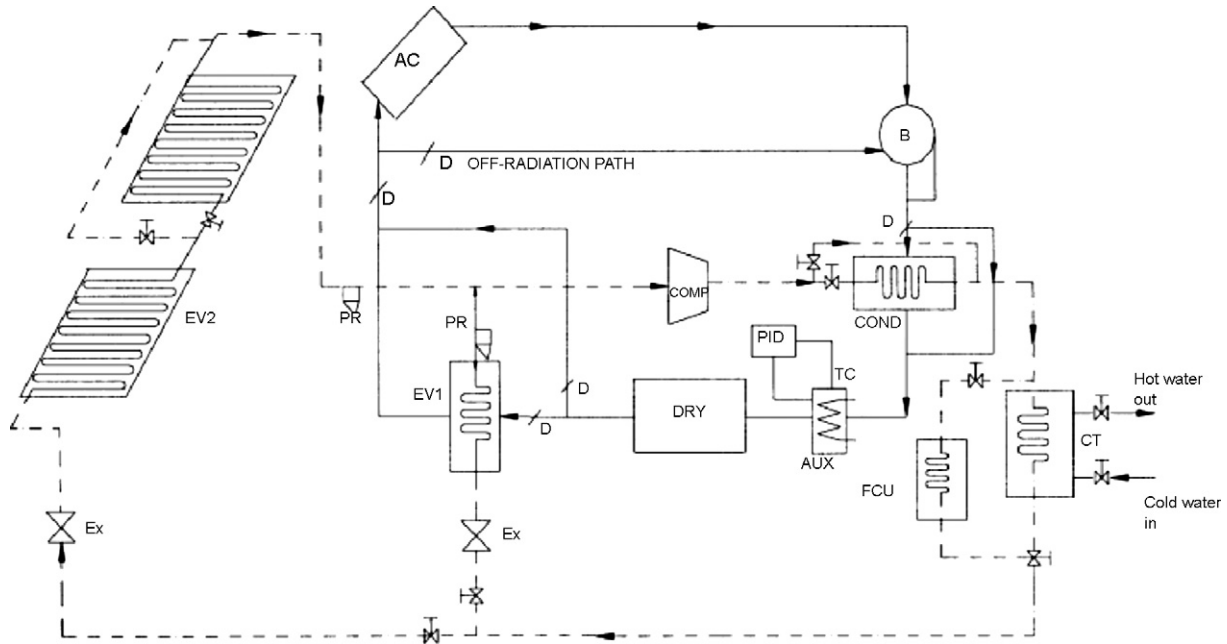 AC
B
D
OFF-RADIATION PATH
D
D
EV2
PR
COMP
COND
PR
PID
TC
EV1
D
DRY
D
AUX
FCU
CT
Hot water
out
Cold water
in
Ex
Ex